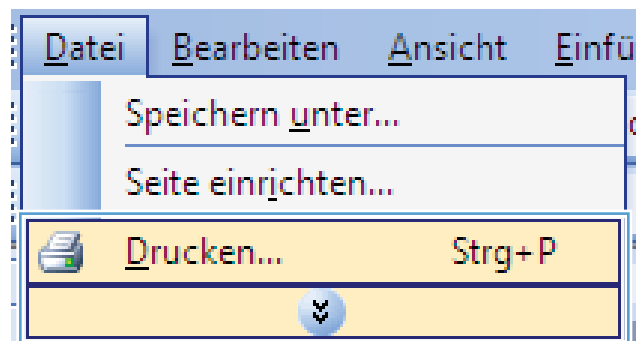 Datei Bearbeiten Ansicht Einfü
Speichern unter...
Seite einrichten...
Drucken... Strg+P